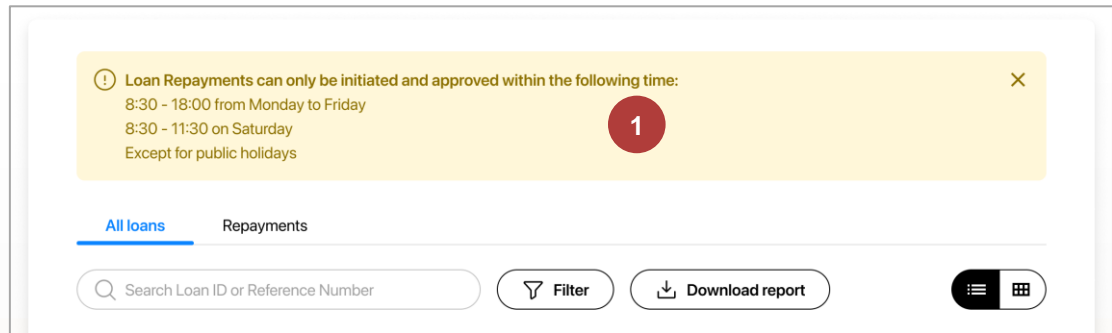 Loan Repayments can only be initiated and approved within the following time:
8:30 - 18:00 from Monday to Friday
8:30 - 11:30 on Saturday
Except for public holidays
1
All loans Repayments
Search Loan ID or Reference Number Filter Download report